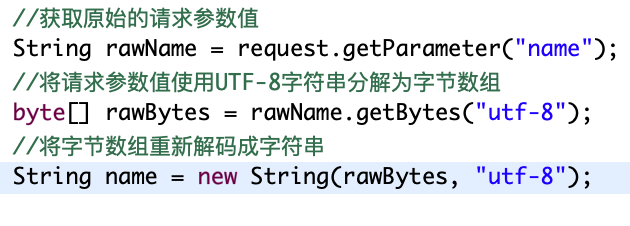 //获取原始的请求参数值
String rawName = request.getParameter("name");
//将请求参数值使用UTF-8字符串分解为字节数组
byte[] rawBytes = rawName.getBytes("utf-8");
//将字节数组重新解码成字符串
String name = new String(rawBytes, "utf-8");